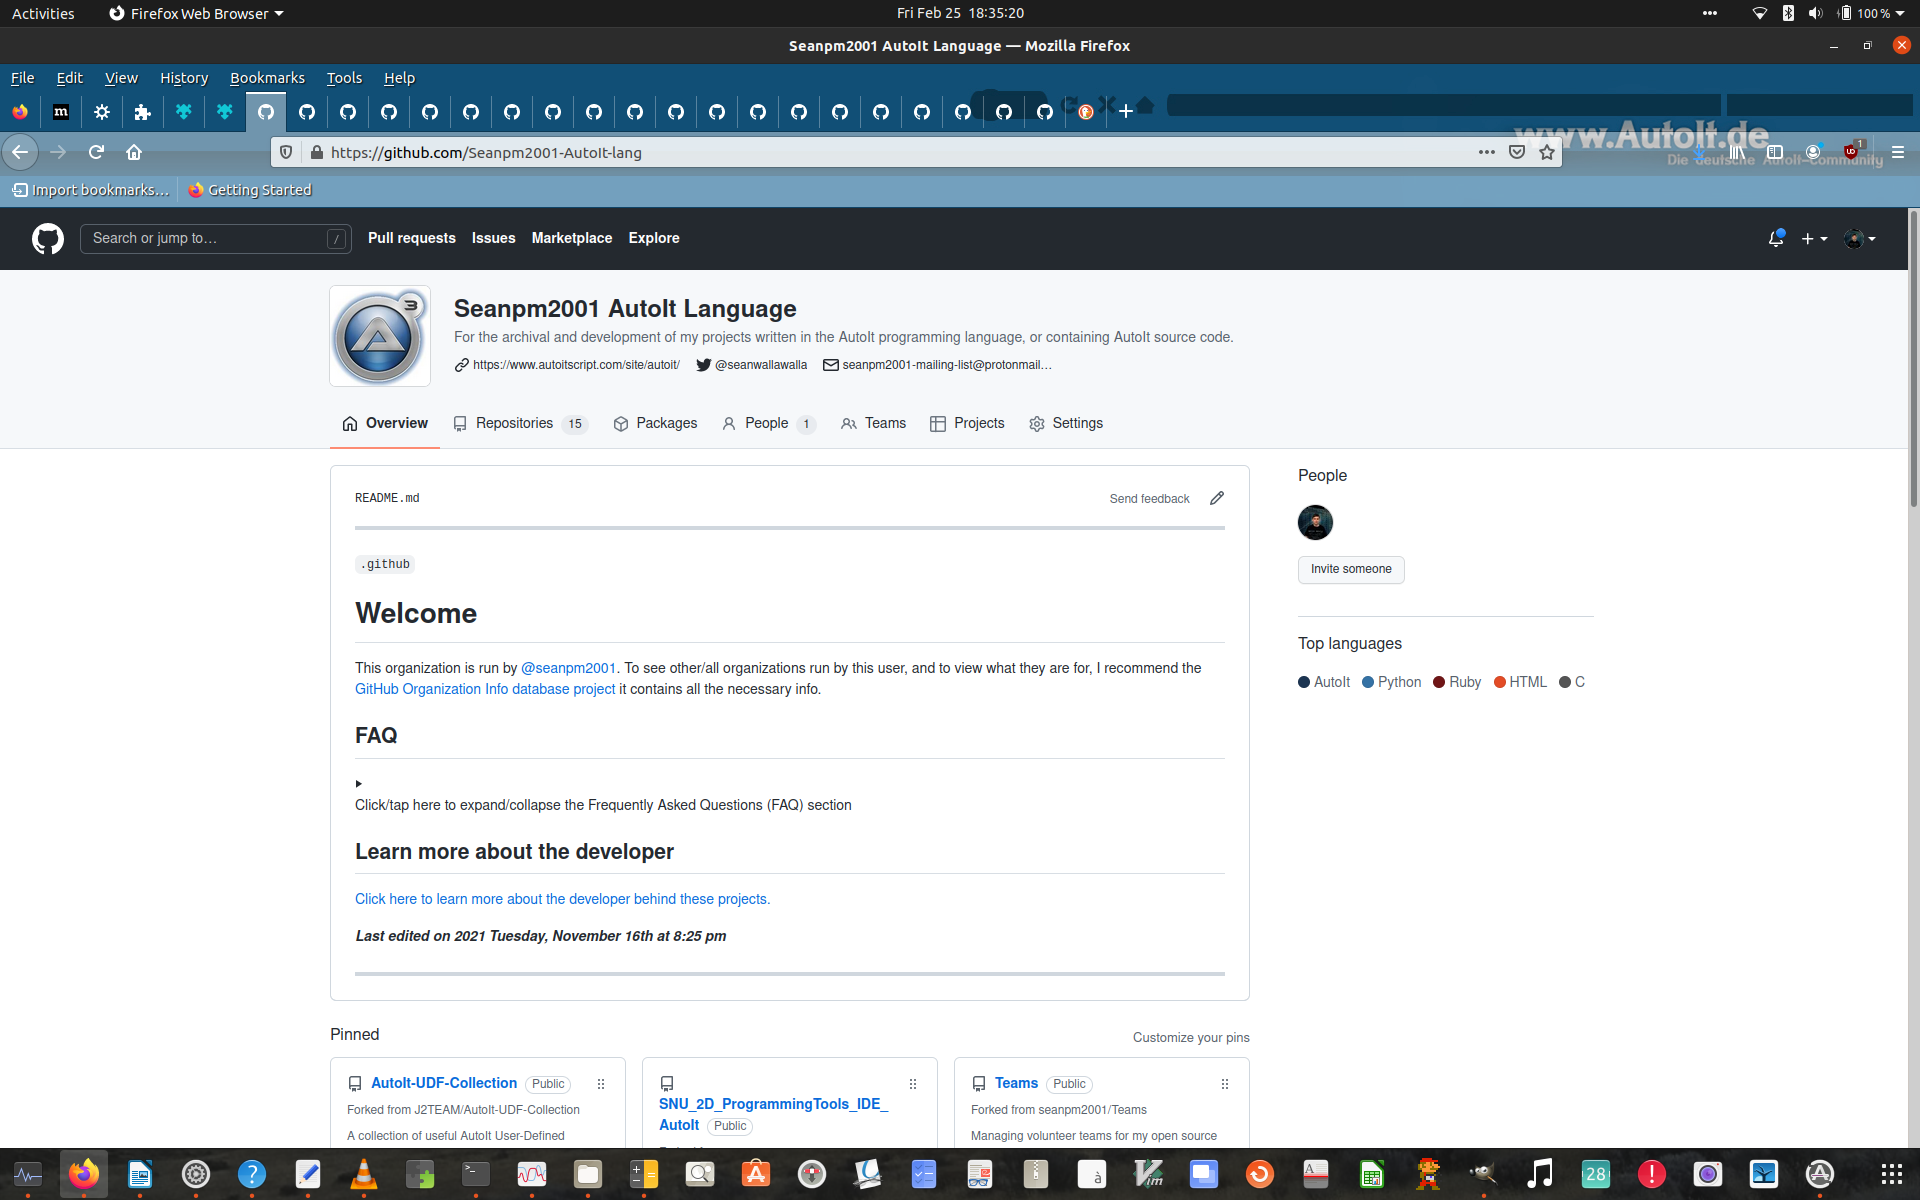 Activities
Firefox Web Browser
Fri Feb 25 18:35:20
100 %
Seanpm2001 AutoIt Language — Mozilla Firefox
File Edit View History Bookmarks Tools Help
m
https://github.com/Seanpm2001-AutoIt-lang
www.AutoIt.de
Die deutsche AutoIt-Community
1
Import bookmarks...
Getting Started
Search or jump to...
/
Pull requests Issues Marketplace Explore
3
Seanpm2001 AutoIt Language
For the archival and development of my projects written in the AutoIt programming language, or containing AutoIt source code.
https://www.autoitscript.com/site/autoit/ @seanwallawalla seanpm2001-mailing-list@protonmail...
Overview Repositories 15 Packages People 1 Teams Projects Settings
README.md
Send feedback
.github
Welcome
This organization is run by @seanpm2001. To see other/all organizations run by this user, and to view what they are for, I recommend the
GitHub Organization Info database project it contains all the necessary info.
FAQ
Click/tap here to expand/collapse the Frequently Asked Questions (FAQ) section
Learn more about the developer
Click here to learn more about the developer behind these projects.
Last edited on 2021 Tuesday, November 16th at 8:25 pm
People
Invite someone
Top languages
AutoIt Python Ruby HTML C
Pinned
Customize your pins
AutoIt-UDF-Collection Public
Forked from J2TEAM/AutoIt-UDF-Collection
A collection of useful AutoIt User-Defined
SNU_2D_ProgrammingTools_IDE_
AutoIt Public
Teams Public
Forked from seanpm2001/Teams
Managing volunteer teams for my open source
28